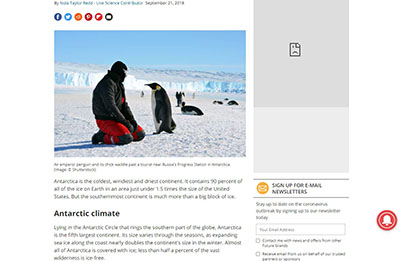 By Nola Taylor Redd - Live Science Contributor September 21, 2018
An emperor penguin and its chick waddle past a tourist near Russia's Progress Station in Antarctica
(Image: © Shutterstock)
Antarctica is the coldest, windiest and driest continent. It contains 90 percent
of all of the ice on Earth in an area just under 1.5 times the size of the United
States. But the southernmost continent is much more than a big block of ice.
Antarctic climate
Lying in the Antarctic Circle that rings the southern part of the globe, Antarctica
is the fifth largest continent. Its size varies through the seasons, as expanding
sea ice along the coast nearly doubles the continent's size in the winter. Almost
all of Antarctica is covered with ice; less than half a percent of the vast
wilderness is ice-free.
SIGN UP FOR E-MAIL
NEWSLETTERS
Stay up to date on the coronavirus
outbreak by signing up to our newsletter
today.
Your Email Address
Contact me with news and offers from other
Future brands
Receive email from us on behalf of our trusted
partners or sponsors